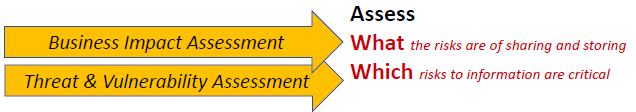 Assess
Business Impact Assessment
What the risks are of sharing and storing
Threat & Vulnerability Assessment
Which risks to information are critical